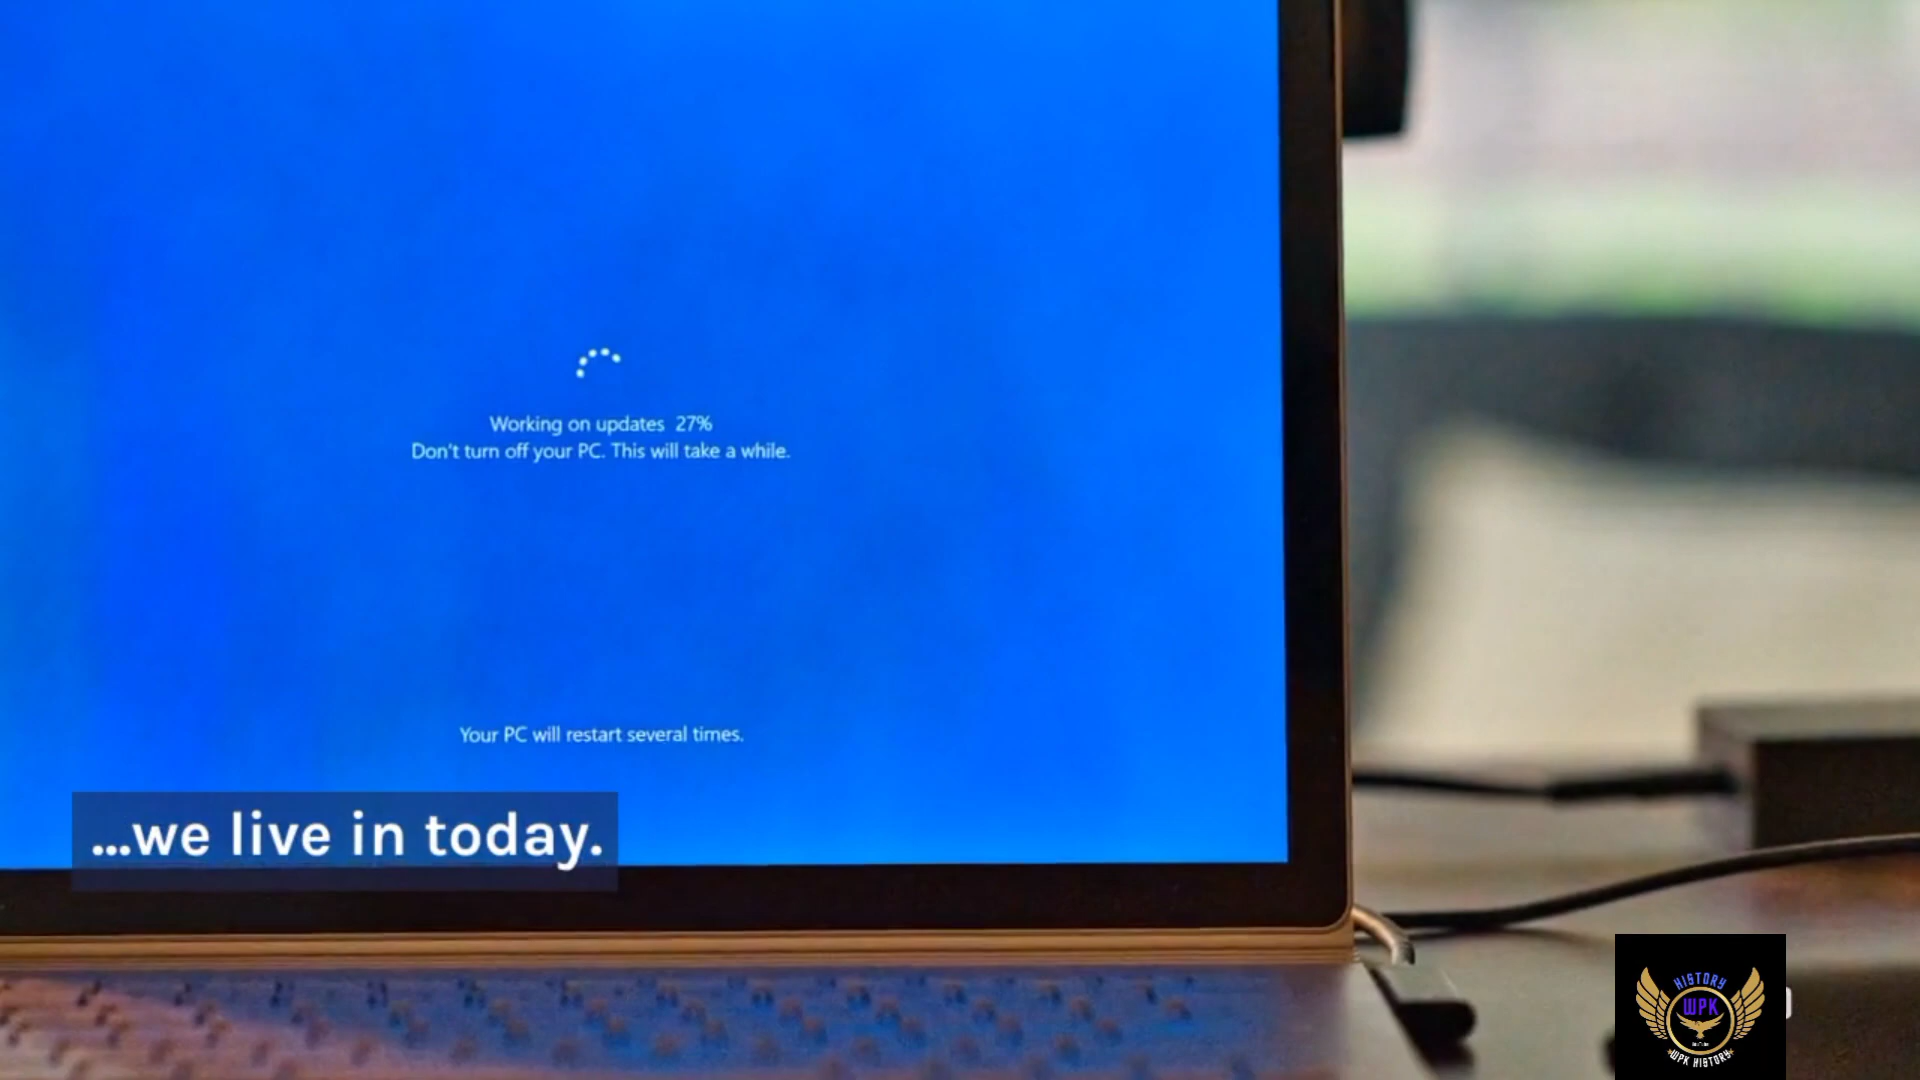 Working on updates 27%
Don't turn off your PC. This will take a while.
Your PC will restart several times.
...we live in today.
HISTORY
WPK
WPK HISTORY